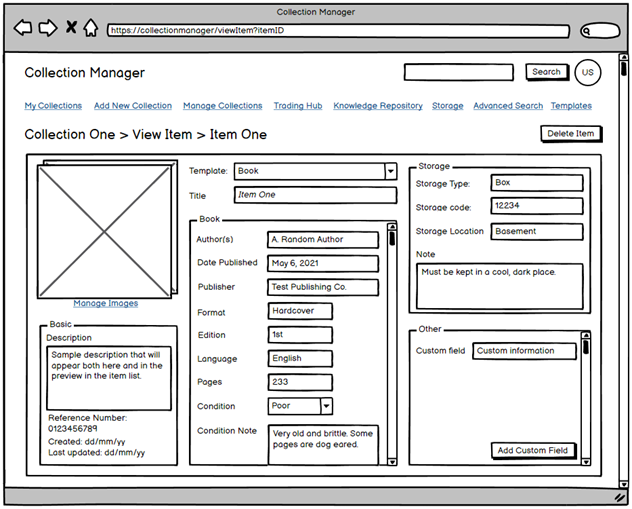 Collection Manager
https://collectionmanager/viewItem?itemID
Collection Manager
Search
US
My Collections Add New Collection Manage Collections Trading Hub Knowledge Repository Storage Advanced Search Templates
Collection One > View Item > Item One
Delete Item
Manage Images
Basic
Description
Sample description that will
appear both here and in the
preview in the item list.
Reference Number:
0123456789
Created: dd/mm/yy
Last updated: dd/mm/yy
Template: Book
Title Item One
Book
Author(s) A. Random Author
Date Published May 6, 2021
Publisher Test Publishing Co.
Format Hardcover
Edition 1st
Language English
Pages 233
Condition Poor
Condition Note Very old and brittle. Some
pages are dog eared.
Storage
Storage Type: Box
Storage code: 12234
Storage Location Basement
Note
Must be kept in a cool, dark place.
Other
Custom field Custom information
Add Custom Field